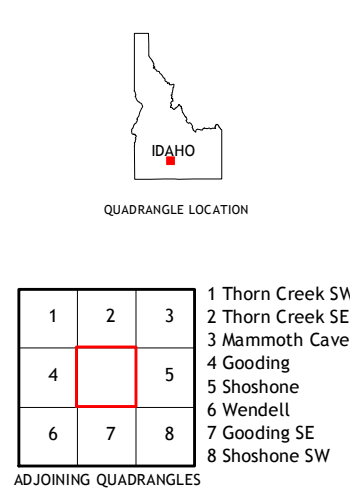 IDAHO
QUADRANGLE LOCATION
1 2 3
4 5
6 7 8
1 Thorn Creek SW
2 Thorn Creek SE
3 Mammoth Cave
4 Gooding
5 Shoshone
6 Wendell
7 Gooding SE
8 Shoshone SW
ADJOINING QUADRANGLES